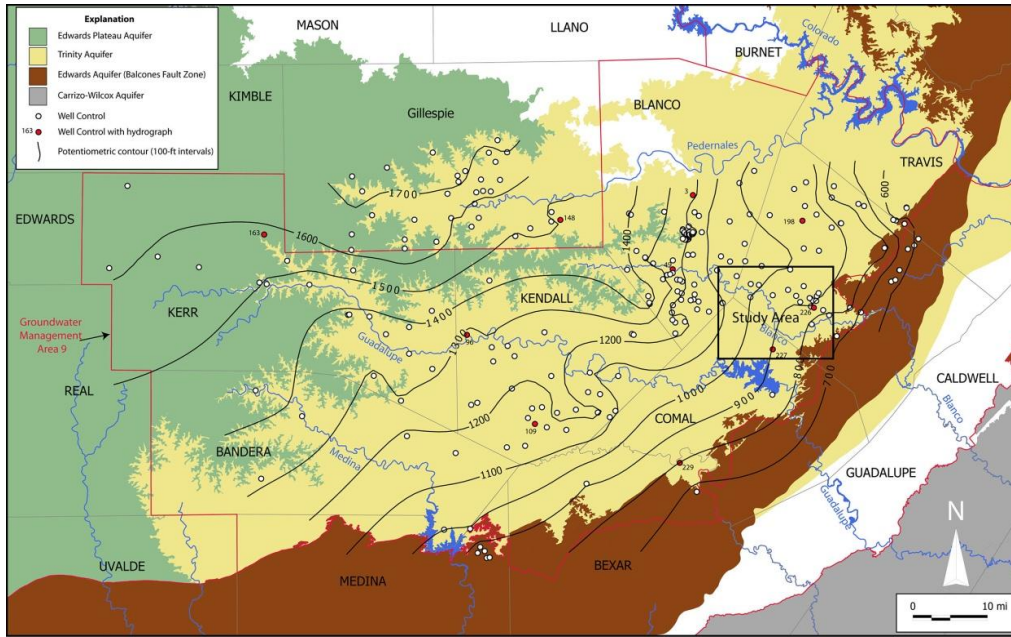 Explanation
Edwards Plateau Aquifer
Trinity Aquifer
Edwards Aquifer (Balcones Fault Zone)
Carrizo-Wilcox Aquifer
Well Control
163
Well Control with hydrograph
Potentiometric contour (100-ft intervals)
MASON
LLANO
BURNET
Colorado
KIMBLE
Gillespie
BLANCO
Pedernales
TRAVIS
600
1700
3
EDWARDS
163
1600
148
198
1400
1500
KERR
1400
KENDALL
Groundwater
Management
Area 9
Guadalupe
1300
96
1200
Study Area
226
Blanco
227
800
700
REAL
1000
900
CALDWELL
Blanco
1200
109
COMAL
BANDERA
Medina
1100
229
GUADALUPE
Guadalupe
UVALDE
MEDINA
BEXAR
N
0
10 mi